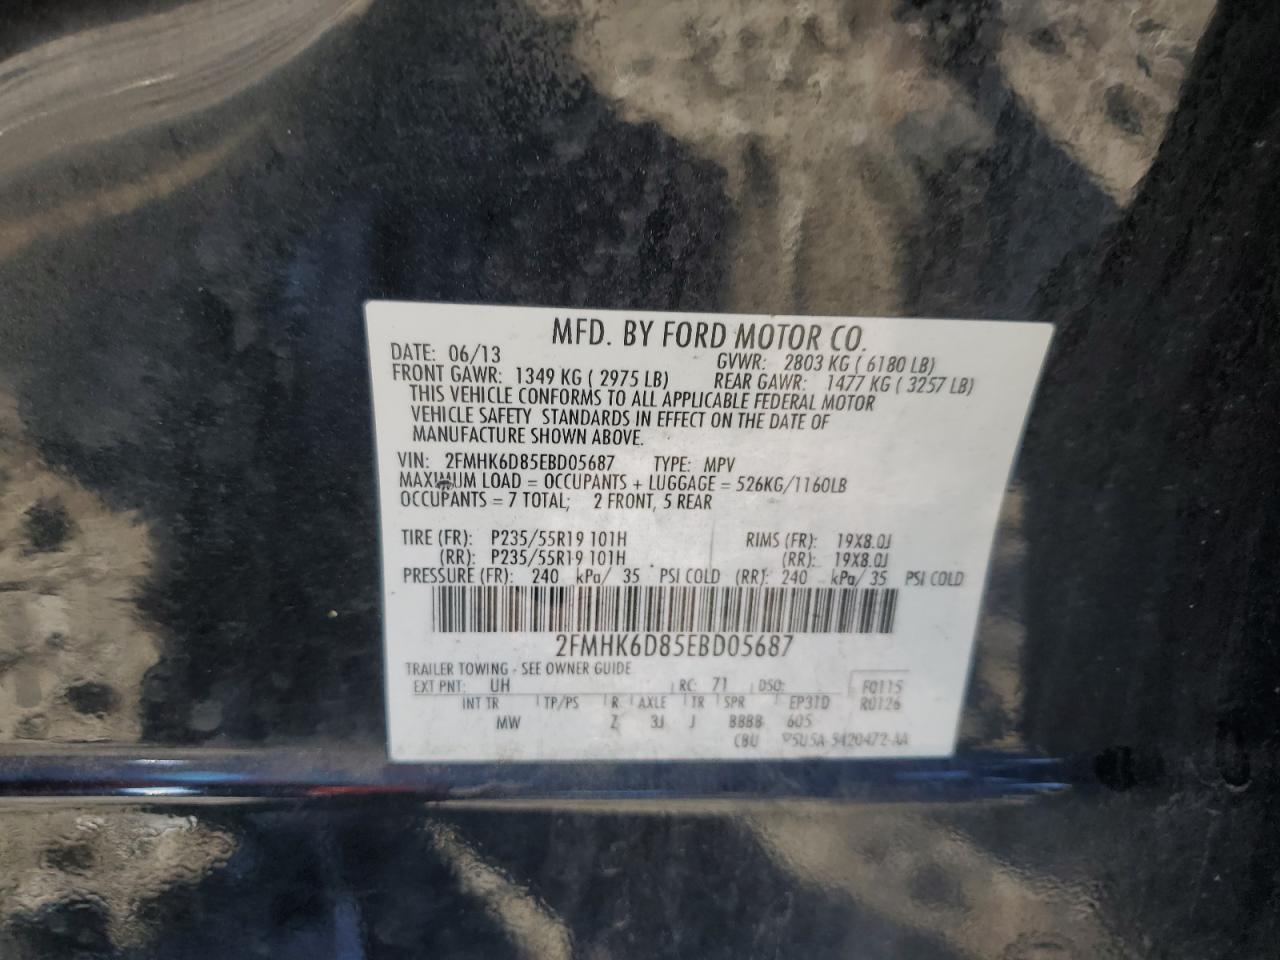 MFD. BY FORD MOTOR CO.
DATE: 06/13 GVWR: 2803 KG ( 6180 LB)
FRONT GAWR: 1349 KG ( 2975 LB) REAR GAWR: 1477 KG ( 3257 LB)
THIS VEHICLE CONFORMS TO ALL APPLICABLE FEDERAL MOTOR
VEHICLE SAFETY STANDARDS IN EFFECT ON THE DATE OF
MANUFACTURE SHOWN ABOVE.
VIN: 2FMHK6D85EBD05687 TYPE: MPV
MAXIMUM LOAD = OCCUPANTS + LUGGAGE = 526KG/1160LB
OCCUPANTS = 7 TOTAL; 2 FRONT, 5 REAR
TIRE (FR): P235/55R19 101H RIMS (FR): 19X8.0J
(RR): P235/55R19 101H (RR): 19X8.0J
PRESSURE (FR): 240 kPa/ 35 PSI COLD (RR): 240 kPa/ 35 PSI COLD
2FMHK6D85EBD05687
TRAILER TOWING - SEE OWNER GUIDE
EXT PNT: UH RC: 71 DSO: F0115
INT TR TP/PS R AXLE TR SPR EP31D R0126
MW Z 3J J BBBB 605
CBU 5U5A-5420472-AA